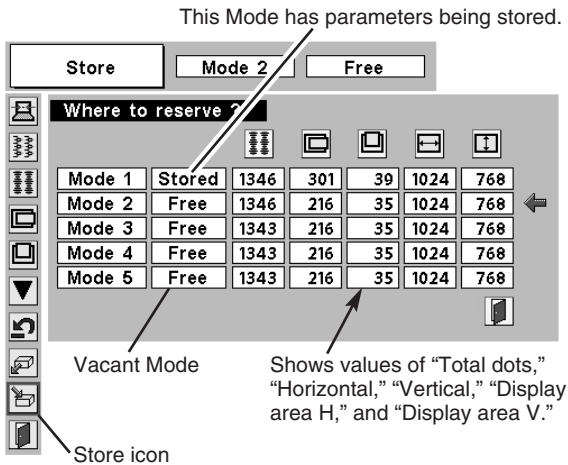 This Mode has parameters being stored.
Store Mode 2 Free
Where to reserve ?
Mode 1 Stored 1346 301 39 1024 768
Mode 2 Free 1346 216 35 1024 768
Mode 3 Free 1343 216 35 1024 768
Mode 4 Free 1343 216 35 1024 768
Mode 5 Free 1343 216 35 1024 768
Vacant Mode
Shows values of “Total dots,”
“Horizontal,” “Vertical,” “Display
area H,” and “Display area V.”
Store icon